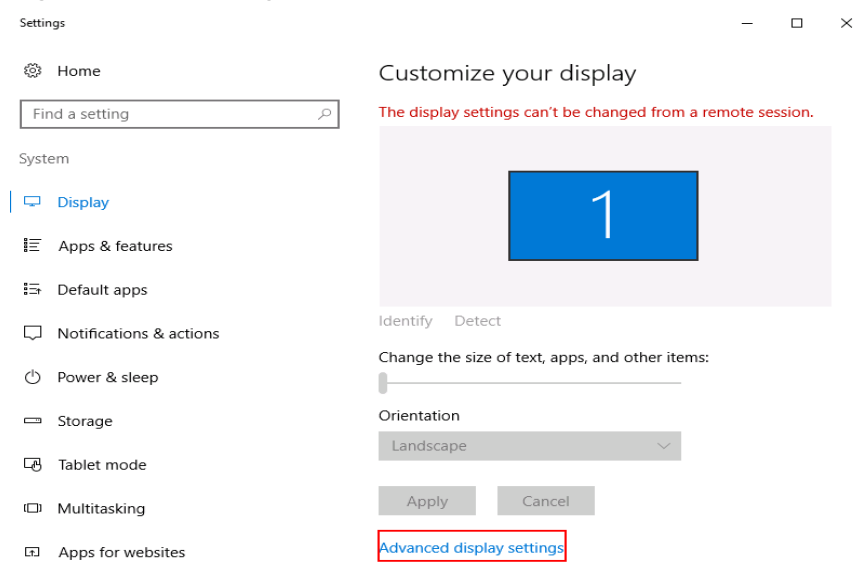 Settings
Home
Find a setting
System
Display
Apps & features
Default apps
Notifications & actions
Power & sleep
Storage
Tablet mode
Multitasking
Apps for websites
Customize your display
The display settings can't be changed from a remote session.
1
Identify Detect
Change the size of text, apps, and other items:
Orientation
Landscape
Apply Cancel
Advanced display settings